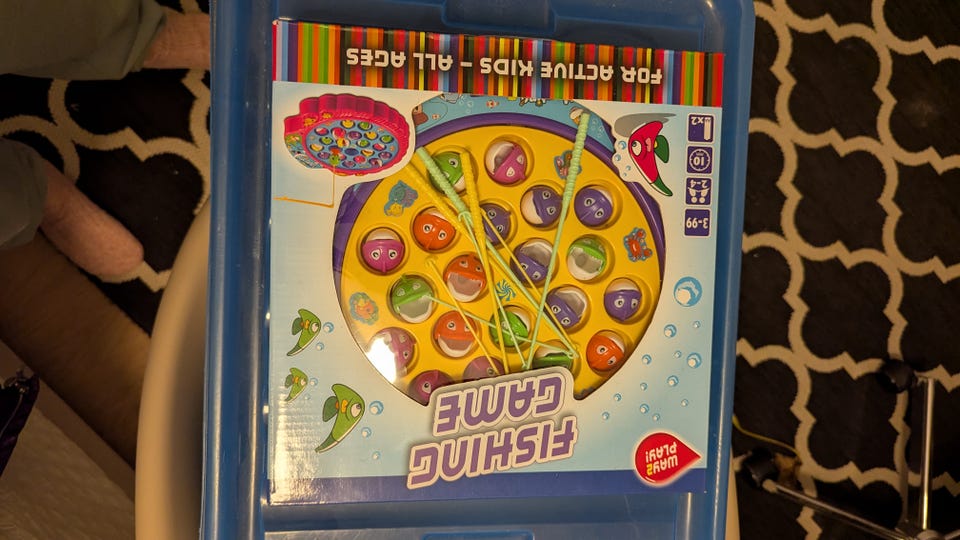 FISHING
GAME
WAY2
PLAY!
3-99
2-4
10
x2
FOR ACTIVE KIDS - ALL AGES